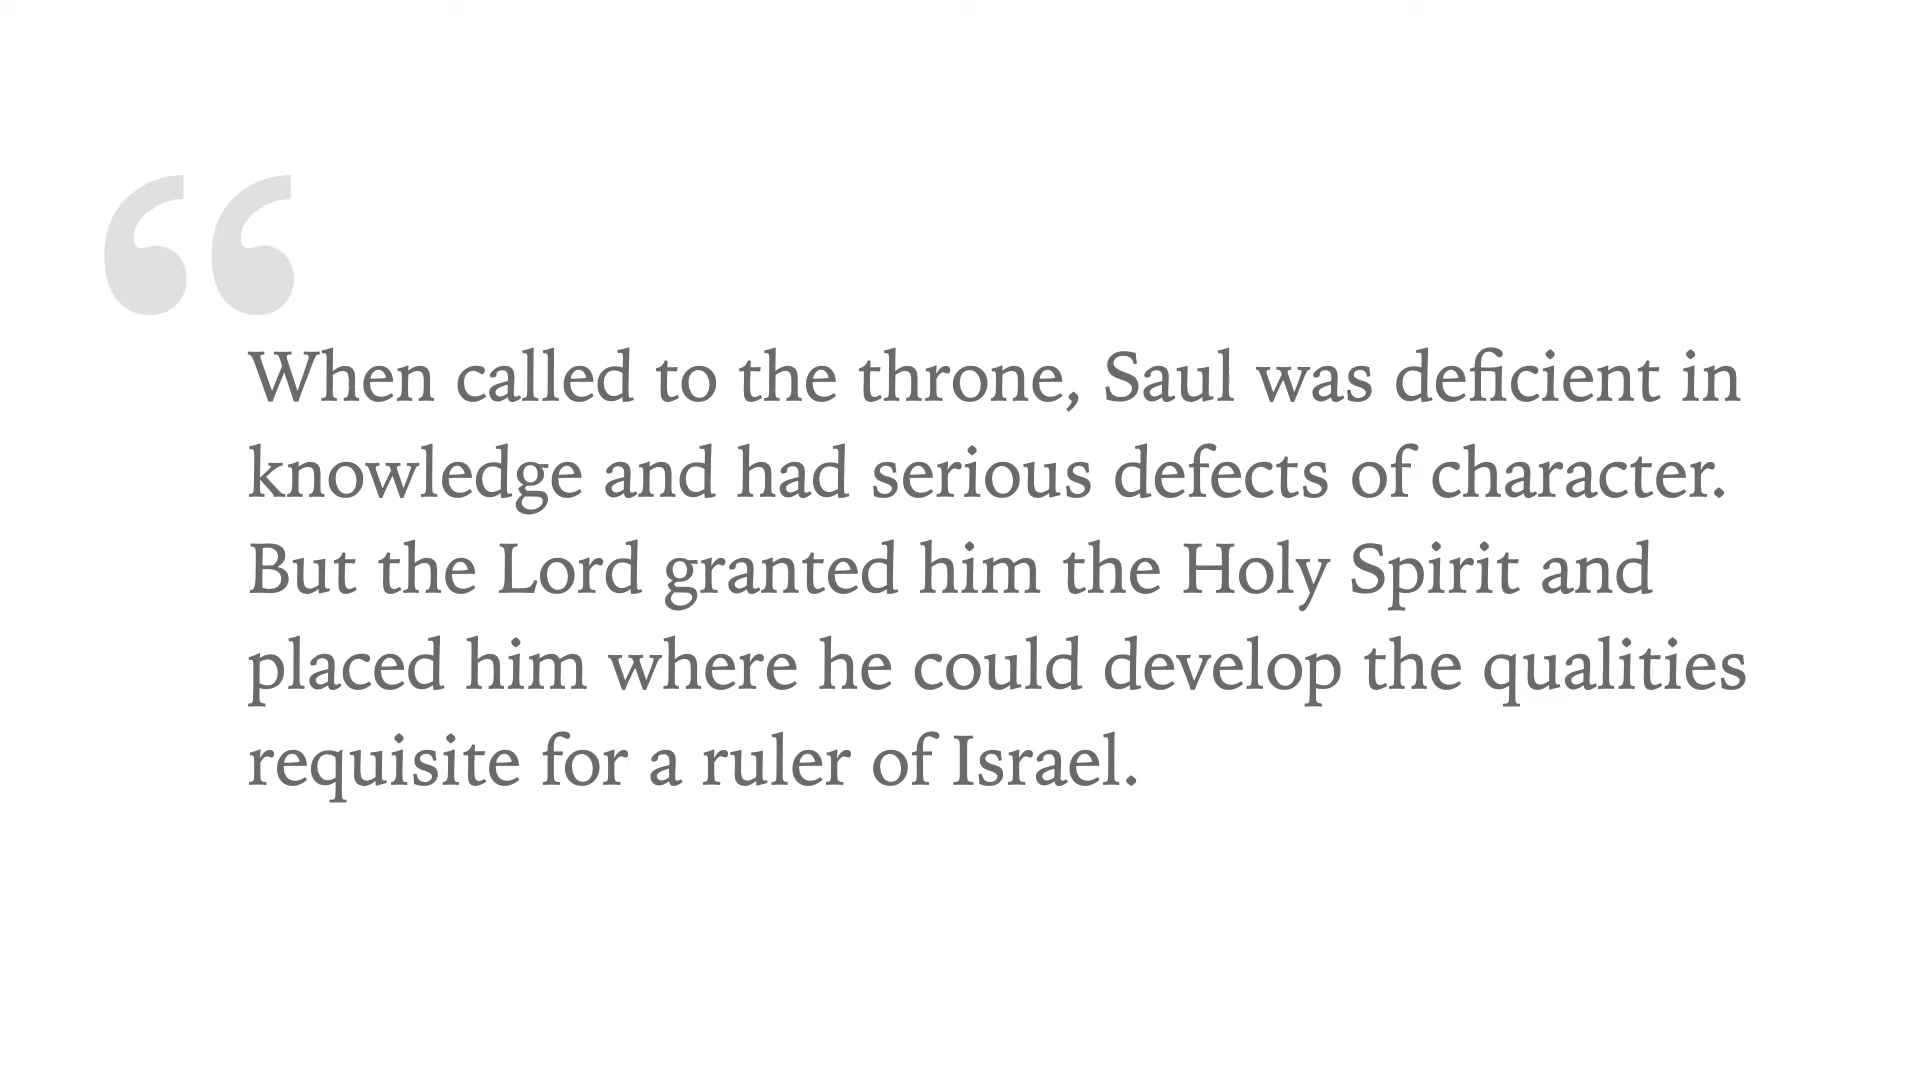 “
When called to the throne, Saul was deficient in
knowledge and had serious defects of character.
But the Lord granted him the Holy Spirit and
placed him where he could develop the qualities
requisite for a ruler of Israel.